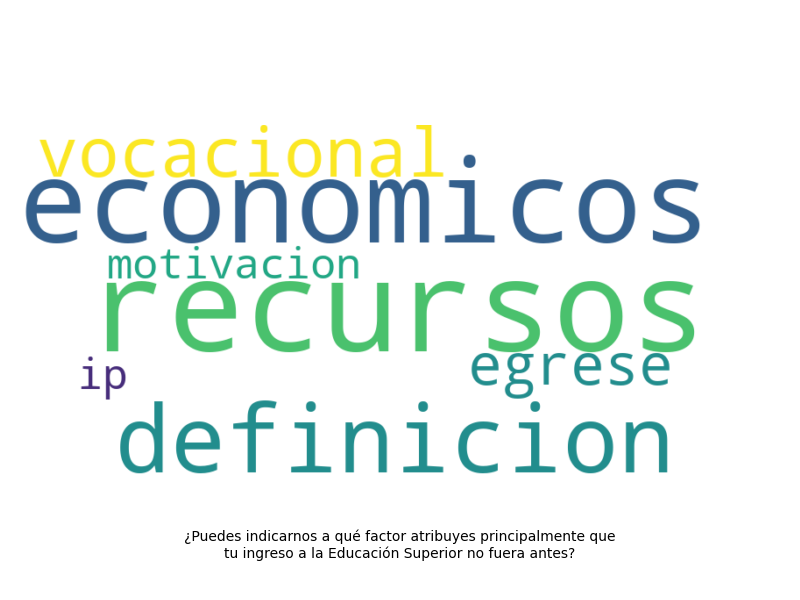 vocacional
economicos
motivacion
recursos
ip egrese
definicion
¿Puedes indicarnos a qué factor atribuyes principalmente que
tu ingreso a la Educación Superior no fuera antes?